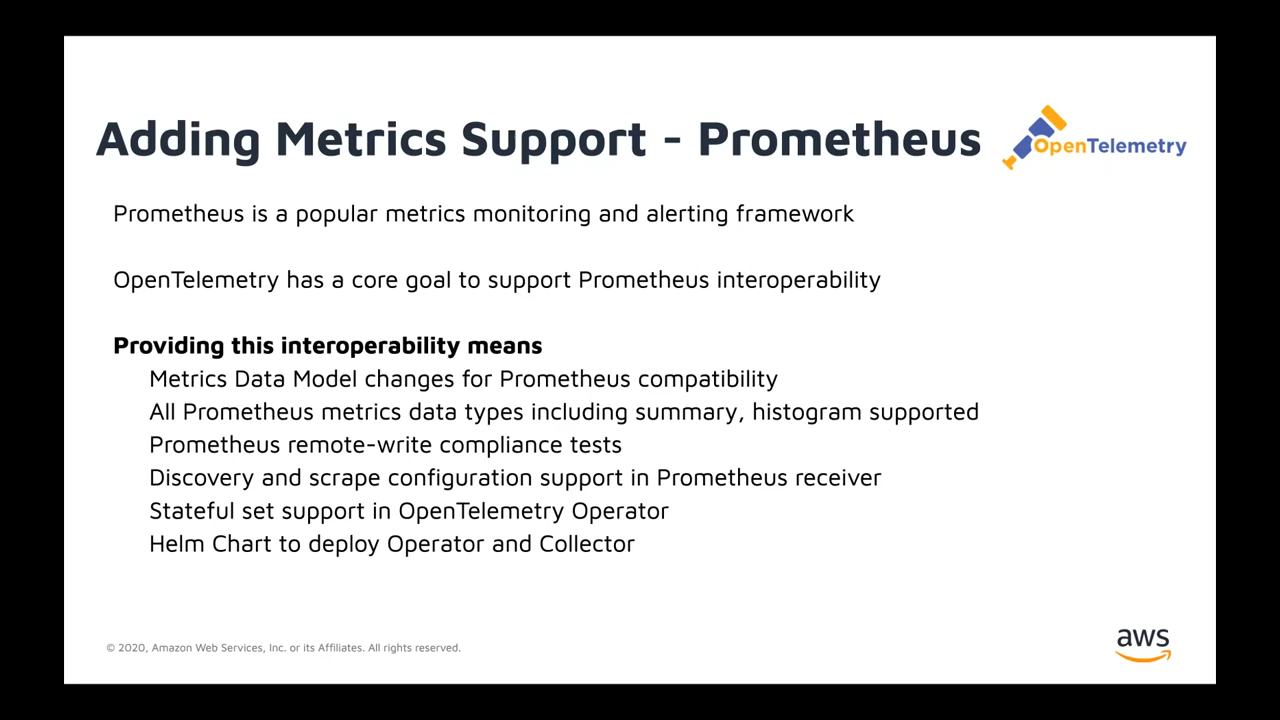 Adding Metrics Support - Prometheus
OpenTelemetry
Prometheus is a popular metrics monitoring and alerting framework
OpenTelemetry has a core goal to support Prometheus interoperability
Providing this interoperability means
Metrics Data Model changes for Prometheus compatibility
All Prometheus metrics data types including summary, histogram supported
Prometheus remote-write compliance tests
Discovery and scrape configuration support in Prometheus receiver
Stateful set support in OpenTelemetry Operator
Helm Chart to deploy Operator and Collector
© 2020, Amazon Web Services, Inc. or its Affiliates. All rights reserved.
aws